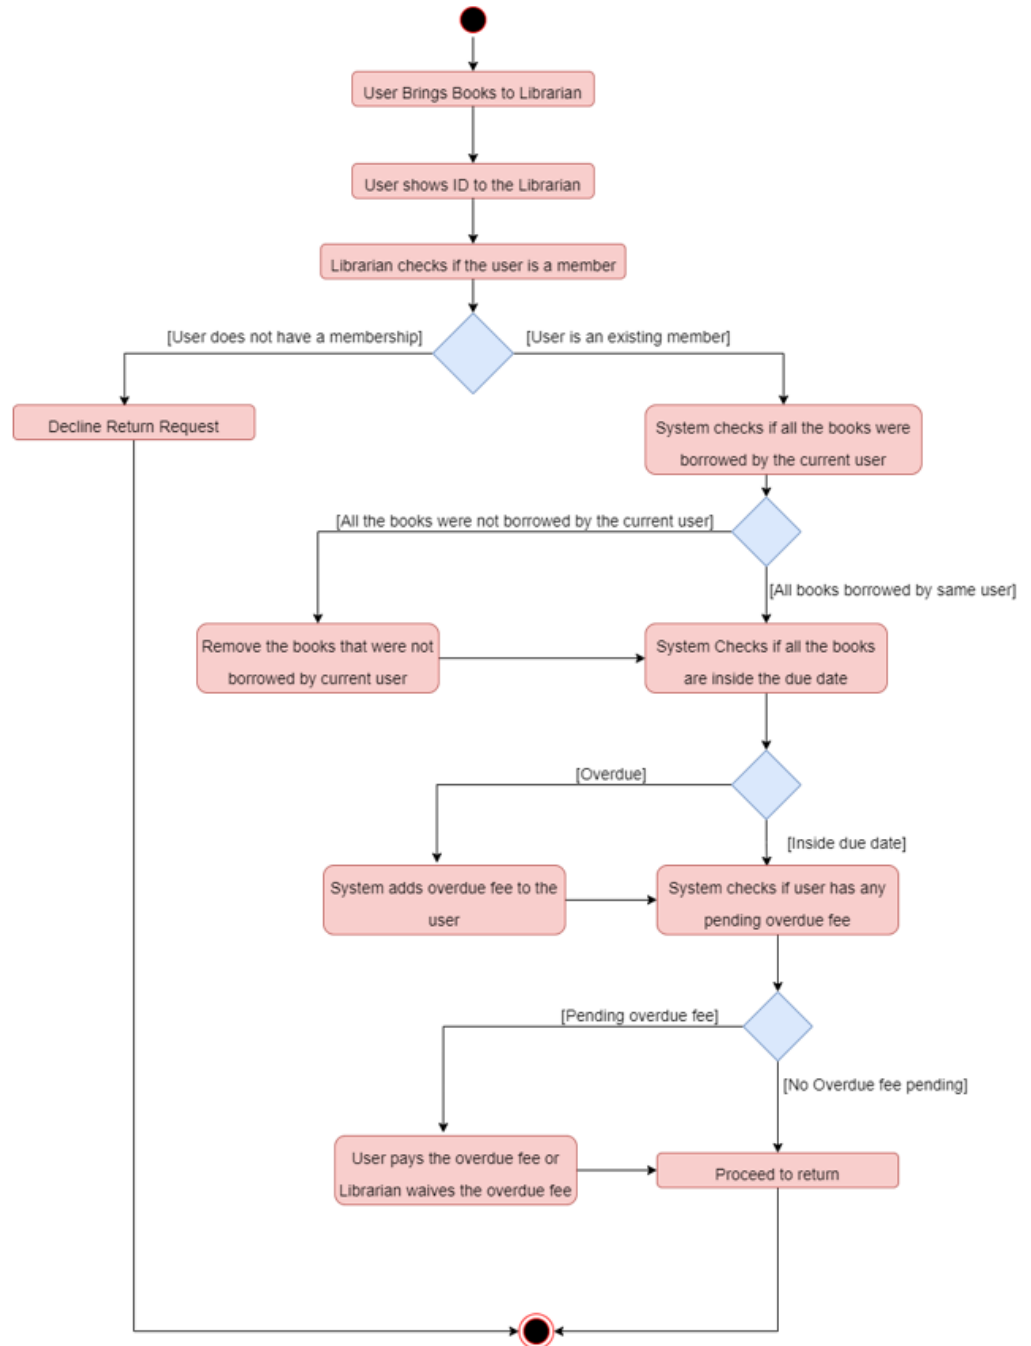 User Brings Books to Librarian
User shows ID to the Librarian
Librarian checks if the user is a member
[User does not have a membership]
[User is an existing member]
Decline Return Request
System checks if all the books were
borrowed by the current user
[All the books were not borrowed by the current user]
[All books borrowed by same user]
Remove the books that were not
borrowed by current user
System Checks if all the books
are inside the due date
[Overdue]
[Inside due date]
System adds overdue fee to the
user
System checks if user has any
pending overdue fee
[Pending overdue fee]
[No Overdue fee pending]
User pays the overdue fee or
Librarian waives the overdue fee
Proceed to return